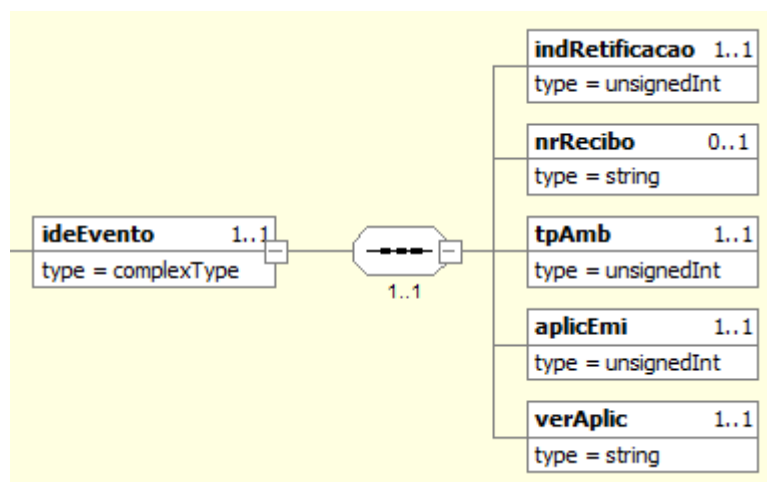 indRetificacao 1..1
type = unsignedInt
nrRecibo 0..1
type = string
ideEvento 1..1
type = complexType
1..1
tpAmb 1..1
type = unsignedInt
aplicEmi 1..1
type = unsignedInt
verAplic 1..1
type = string